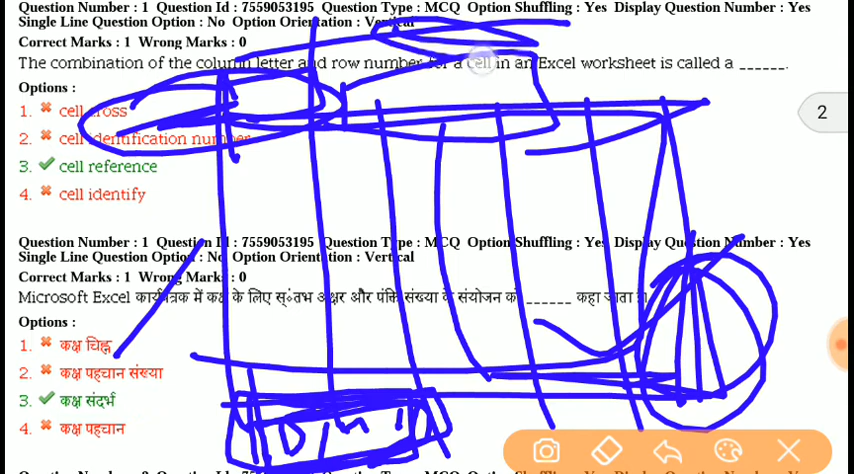 Question Number : 1 Question Id : 7559053195 Question Type : MCQ Option Shuffling : Yes Display Question Number : Yes
Single Line Question Option : No Option Orientation : Vertical
Correct Marks : 1 Wrong Marks : 0
The combination of the column letter and row number for a cell in an Excel worksheet is called a ______.
2
Options :
1. cell cross
2. cell identification number
3. cell reference
4. cell identify
Question Number : 1 Question Id : 7559053195 Question Type : MCQ Option Shuffling : Yes Display Question Number : Yes
Single Line Question Option : No Option Orientation : Vertical
Correct Marks : 1 Wrong Marks : 0
Microsoft Excel कार्यपत्रक में कक्ष के लिए स्ंतभ अक्षर और पंक्ति संख्या के संयोजन को ______ कहा जाता है।
Options :
1. कक्ष चिह्न
2. कक्ष पहचान संख्या
3. कक्ष संदर्भ
4. कक्ष पहचान